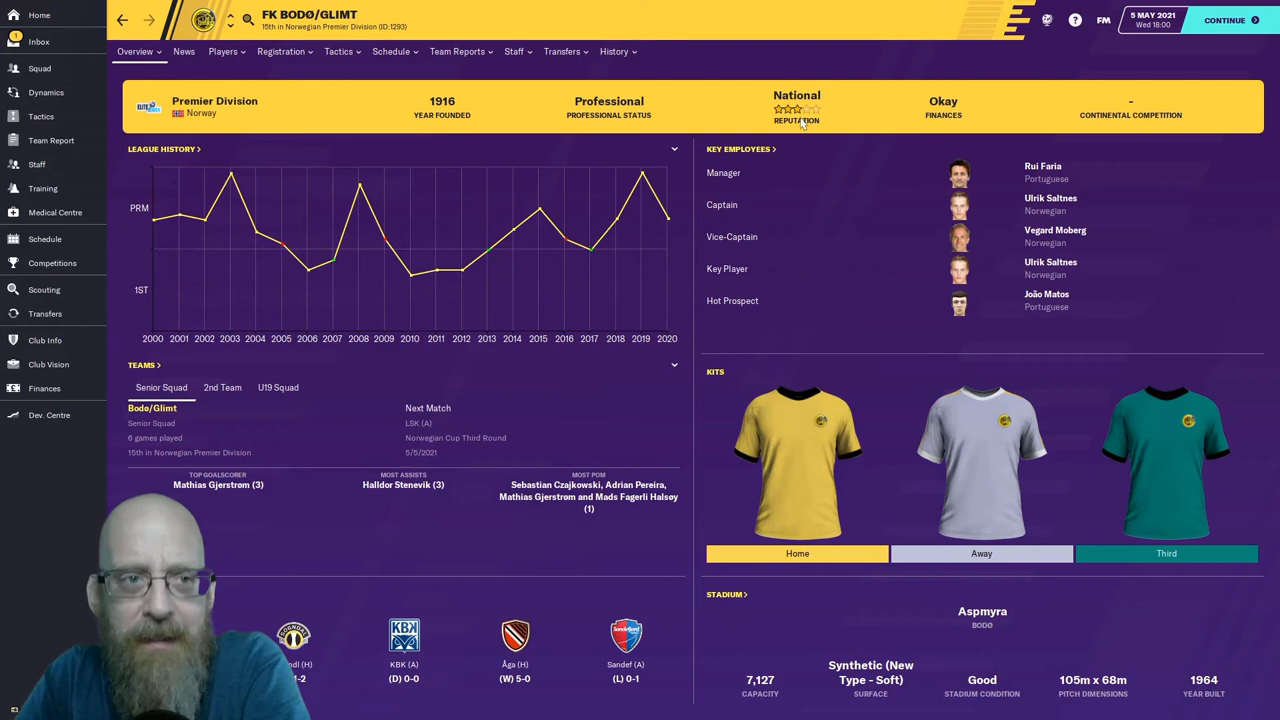 FK BODØ/GLIMT
15th in Norwegian Premier Division (ID:1293)
FM
5 MAY 2021
Wed 18:00
CONTINUE
Home
1
Inbox
Squad
Dynamics
Tactics
Team Report
Staff
Training
Medical Centre
Schedule
Competitions
Scouting
Transfers
Club Info
Club Vision
Finances
Dev. Centre
Overview
News
Players
Registration
Tactics
Schedule
Team Reports
Staff
Transfers
History
Premier Division
Norway
1916
YEAR FOUNDED
Professional
PROFESSIONAL STATUS
National
REPUTATION
Okay
FINANCES
-
CONTINENTAL COMPETITION
LEAGUE HISTORY >
PRM
1ST
2000 2001 2002 2003 2004 2005 2006 2007 2008 2009 2010 2011 2012 2013 2014 2015 2016 2017 2018 2019 2020
TEAMS >
Senior Squad 2nd Team U19 Squad
Bodø/Glimt
Senior Squad
6 games played
15th in Norwegian Premier Division
Next Match
LSK (A)
Norwegian Cup Third Round
5/5/2021
TOP GOALSCORER
Mathias Gjerstrøm (3)
MOST ASSISTS
Halldor Stenevik (3)
MOST POM
Sebastian Czajkowski, Adrian Pereira,
Mathias Gjerstrøm and Mads Fagerli Halsøy
(1)
KBK (A)
(D) 0-0
Åga (H)
(W) 5-0
Sandef (A)
(L) 0-1
KEY EMPLOYEES >
Manager
Rui Faria
Portuguese
Captain
Ulrik Saltnes
Norwegian
Vice-Captain
Vegard Moberg
Norwegian
Key Player
Ulrik Saltnes
Norwegian
Hot Prospect
João Matos
Portuguese
KITS
Home
Away
Third
STADIUM >
Aspmyra
BODØ
7,127
CAPACITY
Synthetic (New
Type - Soft)
SURFACE
Good
STADIUM CONDITION
105m x 68m
PITCH DIMENSIONS
1964
YEAR BUILT